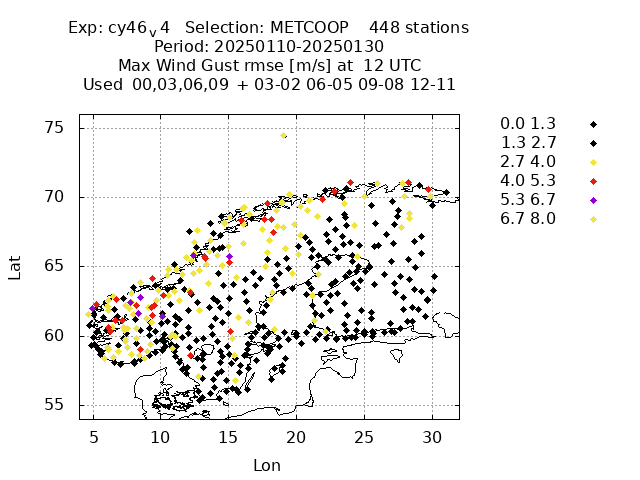 Exp: cy46v4 Selection: METCOOP 448 stations
Period: 20250110-20250130
Max Wind Gust rmse [m/s] at 12 UTC
Used 00,03,06,09 + 03-02 06-05 09-08 12-11
0.0 1.3
1.3 2.7
2.7 4.0
4.0 5.3
5.3 6.7
6.7 8.0
75
70
65
60
55
Lat
5 10 15 20 25 30
Lon